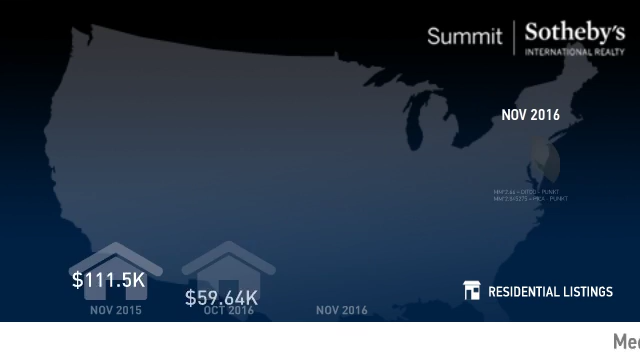 Summit | Sotheby's
INTERNATIONAL REALTY
NOV 2016
$111.5K
$59.64K
NOV 2015
OCT 2016
NOV 2016
RESIDENTIAL LISTINGS